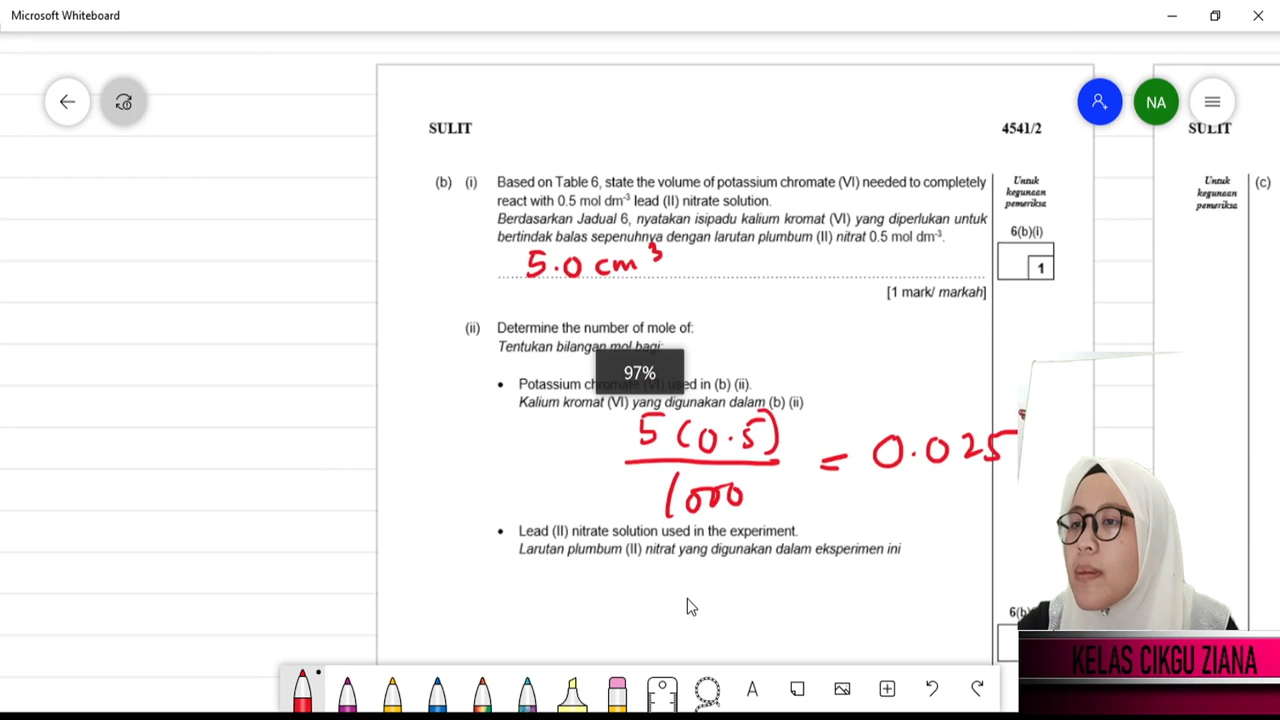 Microsoft Whiteboard
NA
SULIT
4541/2
SULIT
(b) (i) Based on Table 6, state the volume of potassium chromate (VI) needed to completely
react with 0.5 mol dm⁻³ lead (II) nitrate solution.
Berdasarkan Jadual 6, nyatakan isipadu kalium kromat (VI) yang diperlukan untuk
bertindak balas sepenuhnya dengan larutan plumbum (II) nitrat 0.5 mol dm⁻³.
5.0 cm³
[1 mark/ markah]
Untuk
kegunaan
pemeriksa
6(b)(i)
1
Untuk
kegunaan
pemeriksa
(c)
(ii) Determine the number of mole of:
Tentukan bilangan mol bagi:
97%
• Potassium chromate (VI) used in (b) (ii).
Kalium kromat (VI) yang digunakan dalam (b) (ii)
5(0.5)
1000
= 0.025
• Lead (II) nitrate solution used in the experiment.
Larutan plumbum (II) nitrat yang digunakan dalam eksperimen ini
KELAS CIKGU ZIANA